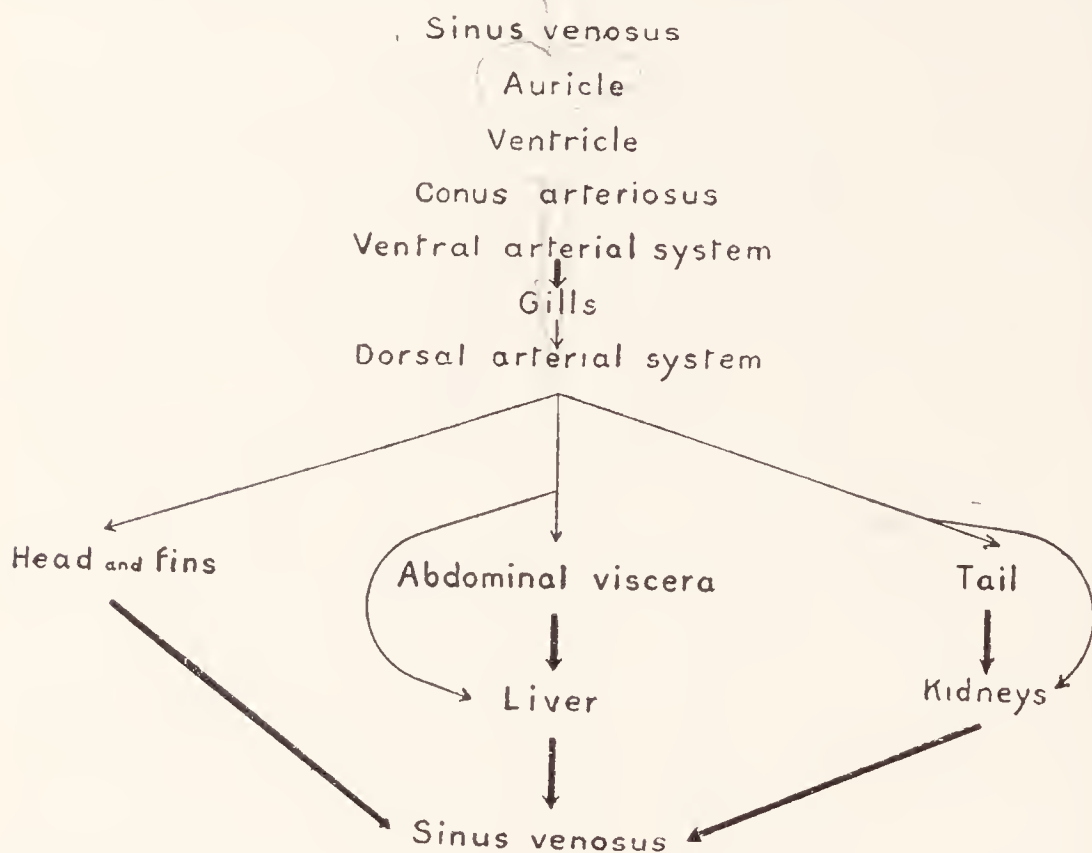 Sinus venosus
Auricle
Ventricle
Conus arteriosus
Ventral arterial system
Gills
Dorsal arterial system
Head and fins
Abdominal viscera
Tail
Liver
Kidneys
Sinus venosus